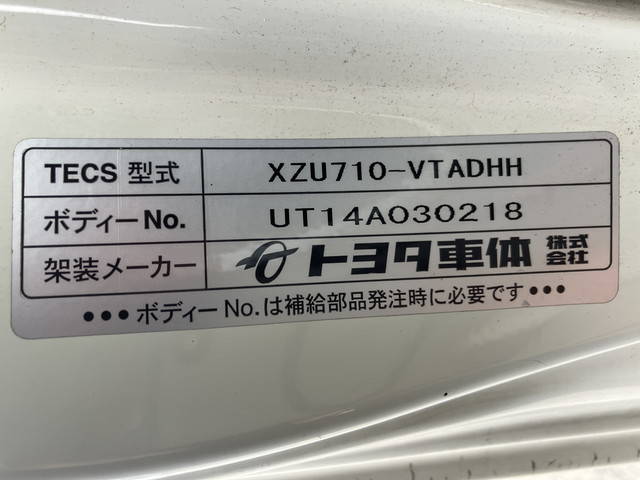 TECS 型式 XZU710-VTADHH
ボディーNo. UT14A030218
架装メーカー トヨタ車体 株式会社
●●●ボディーNo.は補給部品発注時に必要です●●●